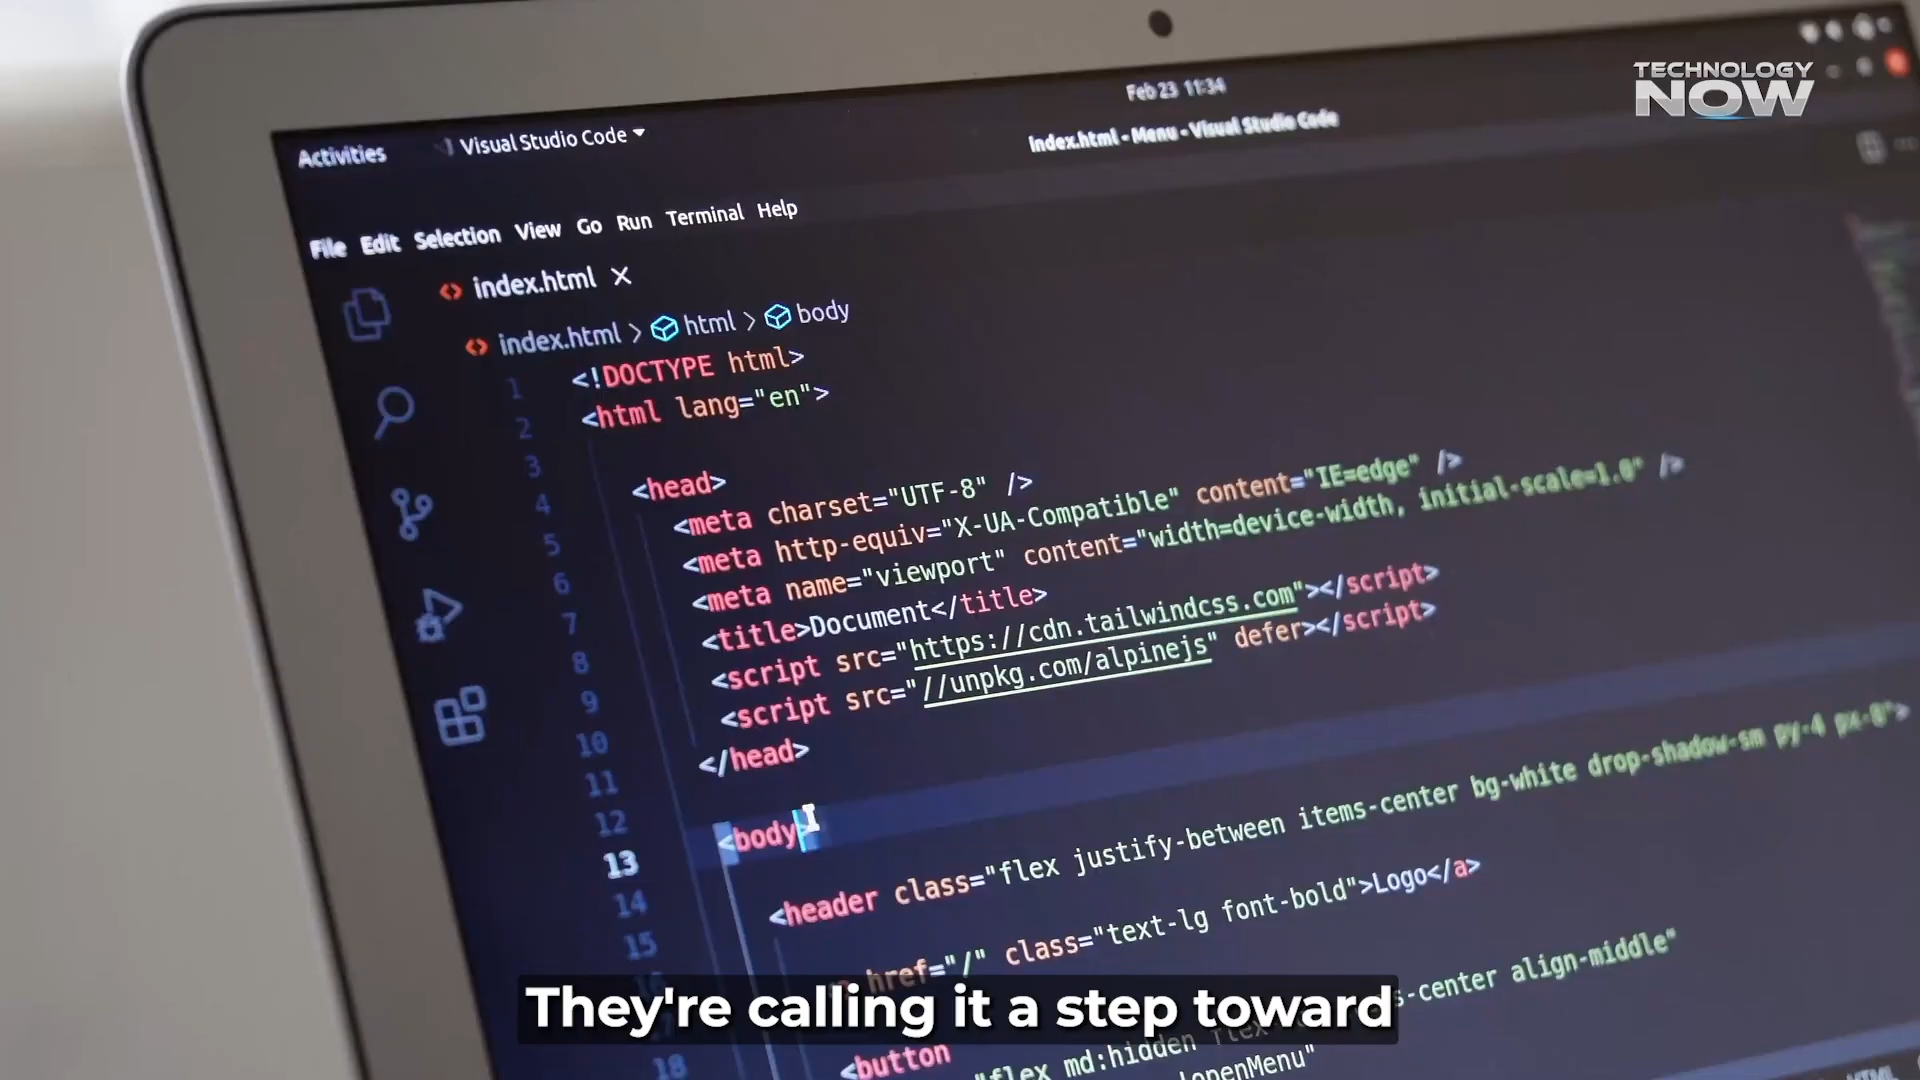 TECHNOLOGY
NOW
Feb 23 11:34
Activities
Visual Studio Code
index.html - Menu - Visual Studio Code
File Edit Selection View Go Run Terminal Help
index.html X
index.html > html > body
1 <!DOCTYPE html>
2 <html lang="en">
3
4 <head>
5 <meta charset="UTF-8" />
6 <meta http-equiv="X-UA-Compatible" content="IE=edge" />
7 <meta name="viewport" content="width=device-width, initial-scale=1.0" />
8 <title>Document</title>
9 <script src="https://cdn.tailwindcss.com"></script>
10 <script src="//unpkg.com/alpinejs" defer></script>
11 </head>
12
13 <body>
14 <header class="flex justify-between items-center bg-white drop-shadow-sm py-4 px-8">
15 href="/" class="text-lg font-bold">Logo</a>
s-center align-middle"
18 <button
"flex md:hidden flex-
openMenu"
HTML
They're calling it a step toward